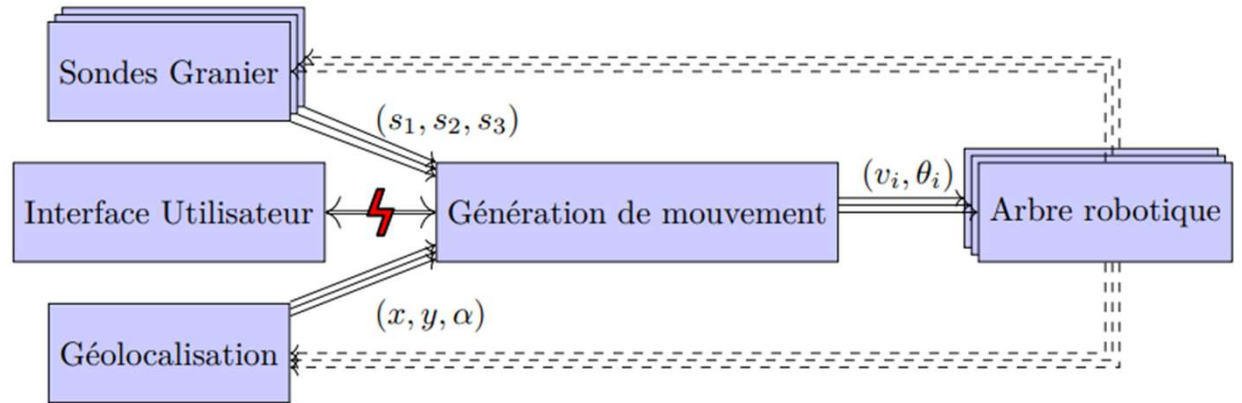 Sondes Granier
(s₁, s₂, s₃)
(vᵢ, θᵢ)
Interface Utilisateur
Génération de mouvement
Arbre robotique
(x, y, α)
Géolocalisation